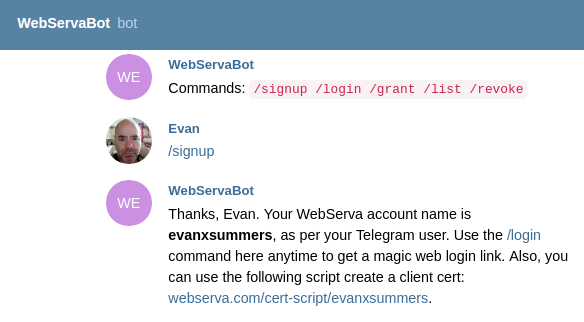 WebServaBot bot
WE
WebServaBot
Commands: /signup /login /grant /list /revoke
Evan
/signup
WE
WebServaBot
Thanks, Evan. Your WebServa account name is
evanxsummers, as per your Telegram user. Use the /login
command here anytime to get a magic web login link. Also, you
can use the following script create a client cert:
webserva.com/cert-script/evanxsummers.